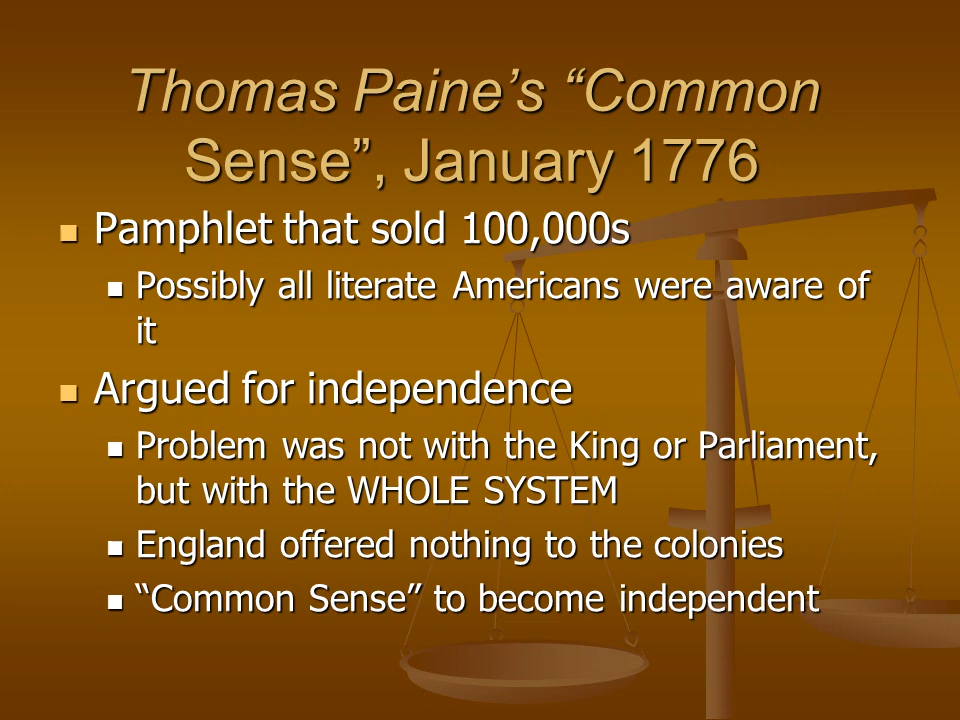 Thomas Paine’s “Common
Sense”, January 1776
Pamphlet that sold 100,000s
Possibly all literate Americans were aware of
it
Argued for independence
Problem was not with the King or Parliament,
but with the WHOLE SYSTEM
England offered nothing to the colonies
“Common Sense” to become independent